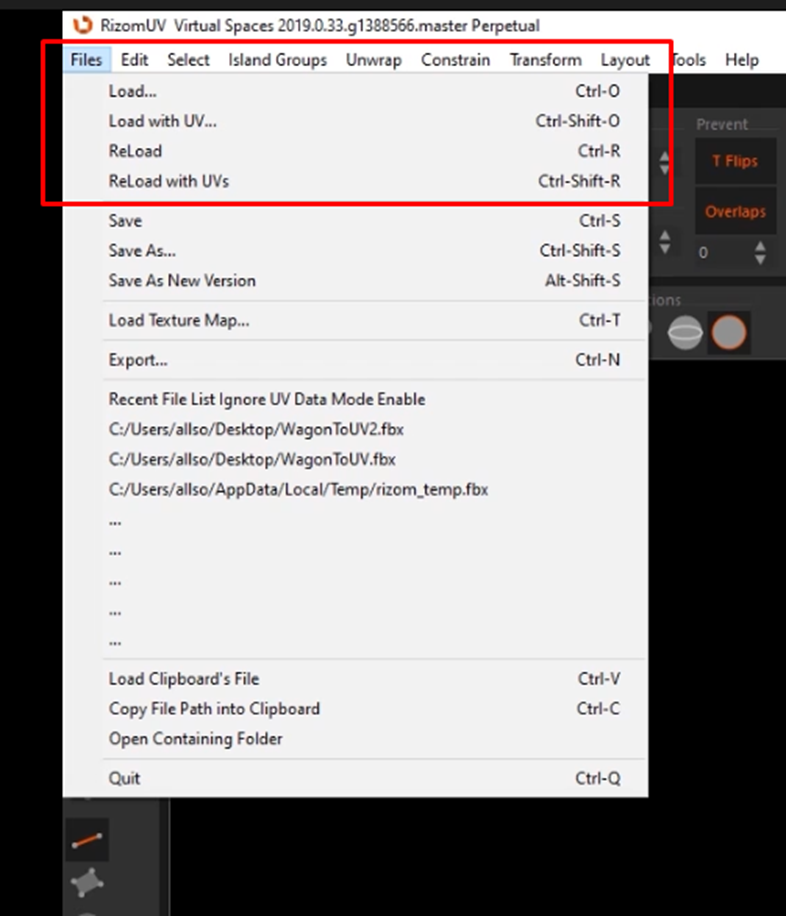 RizomUV Virtual Spaces 2019.0.33.g1388566.master Perpetual
Files Edit Select Island Groups Unwrap Constrain Transform Layout Tools Help
Load... Ctrl-O
Load with UV... Ctrl-Shift-O
ReLoad Ctrl-R
ReLoad with UVs Ctrl-Shift-R
Save Ctrl-S
Save As... Ctrl-Shift-S
Save As New Version Alt-Shift-S
Load Texture Map... Ctrl-T
Export... Ctrl-N
Recent File List Ignore UV Data Mode Enable
C:/Users/allso/Desktop/WagonToUV2.fbx
C:/Users/allso/Desktop/WagonToUV.fbx
C:/Users/allso/AppData/Local/Temp/rizom_temp.fbx
...
...
...
...
...
Load Clipboard's File Ctrl-V
Copy File Path into Clipboard Ctrl-C
Open Containing Folder
Quit Ctrl-Q
Prevent
T Flips
Overlaps
0